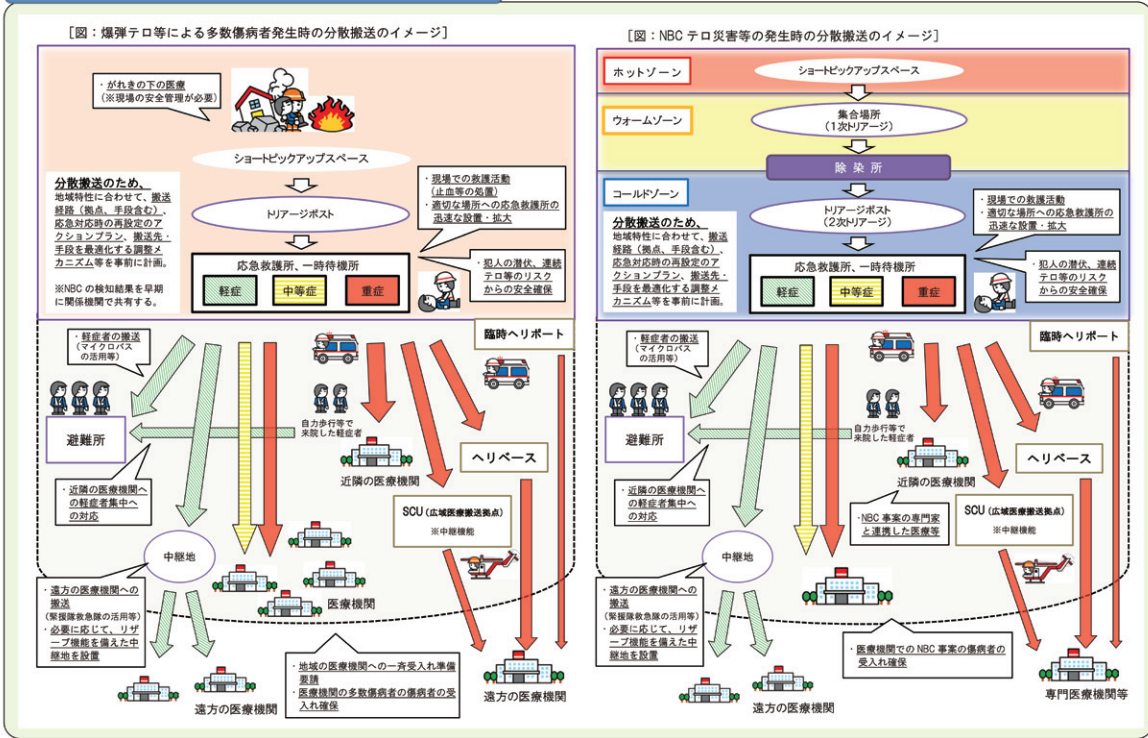 [図：爆弾テロ等による多数傷病者発生時の分散搬送のイメージ]
・がれきの下の医療
(※現場の安全管理が必要)
ショートピックアップスペース
分散搬送のため、
地域特性に合わせて、搬送
経路（拠点、手段含む）、
応急対応時の再設定のア
クションプラン、搬送先・
手段を最適化する調整メ
カニズム等を事前に計画。
※NBCの検知結果を早期
に関係機関で共有する。
トリアージポスト
・現場での救護活動
(止血等の処置)
・適切な場所への応急救護所の
迅速な設置・拡大
応急救護所、一時待機所
軽症
中等症
重症
・犯人の潜伏、連続
テロ等のリスク
からの安全確保
臨時ヘリポート
・軽症者の搬送
(マイクロバス
の活用等)
避難所
自力歩行等で
来院した軽症者
近隣の医療機関
ヘリベース
・近隣の医療機関へ
の軽症者集中へ
の対応
SCU (広域医療搬送拠点)
※中継機能
中継地
・遠方の医療機関への
搬送
(緊援隊救急隊の活用等)
・必要に応じて、リザ
ーブ機能を備えた中
継地を設置
医療機関
・地域の医療機関への一斉受入れ準備
要請
・医療機関の多数傷病者の傷病者の受
入れ確保
遠方の医療機関
遠方の医療機関
[図：NBCテロ災害等の発生時の分散搬送のイメージ]
ホットゾーン
ショートピックアップスペース
ウォームゾーン
集合場所
(1次トリアージ)
除染所
コールドゾーン
分散搬送のため、
地域特性に合わせて、搬送
経路（拠点、手段含む）、
応急対応時の再設定のア
クションプラン、搬送先・
手段を最適化する調整メ
カニズム等を事前に計画。
トリアージポスト
(2次トリアージ)
・現場での救護活動
・適切な場所への応急救護所の
迅速な設置・拡大
応急救護所、一時待機所
軽症
中等症
重症
・犯人の潜伏、連続
テロ等のリスク
からの安全確保
臨時ヘリポート
・軽症者の搬送
(マイクロバス
の活用等)
避難所
自力歩行等で
来院した軽症者
近隣の医療機関
ヘリベース
・近隣の医療機関へ
の軽症者集中へ
の対応
・NBC事案の専門家
と連携した医療等
SCU (広域医療搬送拠点)
※中継機能
中継地
・遠方の医療機関への
搬送
(緊援隊救急隊の活用等)
・必要に応じて、リザ
ーブ機能を備えた中
継地を設置
・医療機関でのNBC事案の傷病者の
受入れ確保
遠方の医療機関
専門医療機関等